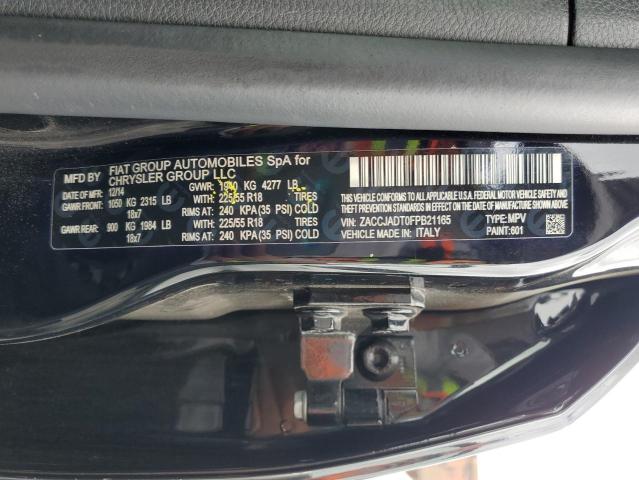 MFD BY: FIAT GROUP AUTOMOBILES SpA for
CHRYSLER GROUP LLC
DATE OF MFR: 12/14 GVWR: 1940 KG 4277 LB
GAWR FRONT: 1050 KG 2315 LB WITH: 225/55 R18 TIRES
18x7 RIMS AT: 240 KPA (35 PSI) COLD
GAWR REAR: 900 KG 1984 LB WITH: 225/55 R18 TIRES
18x7 RIMS AT: 240 KPA (35 PSI) COLD
THIS VEHICLE CONFORMS TO ALL APPLICABLE U.S.A.
FEDERAL MOTOR VEHICLE SAFETY, BUMPER, AND THEFT
PREVENTION STANDARDS IN EFFECT ON THE DATE OF
MANUFACTURE SHOWN ABOVE.
VIN: ZACCJADT0FPB21165 TYPE: MPV
VEHICLE MADE IN: ITALY PAINT: 601